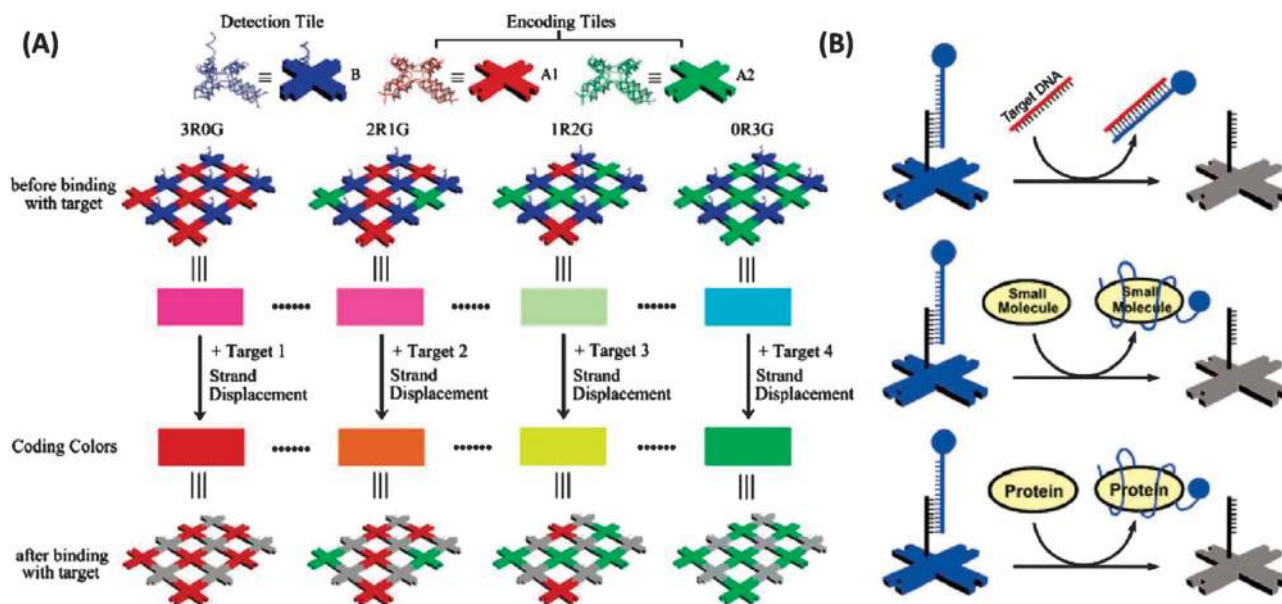 (A)
Detection Tile
Encoding Tiles
B
A1
A2
3R0G
2R1G
1R2G
0R3G
before binding
with target
+ Target 1
Strand
Displacement
+ Target 2
Strand
Displacement
+ Target 3
Strand
Displacement
+ Target 4
Strand
Displacement
Coding Colors
after binding
with target
(B)
Target DNA
Small
Molecule
Small
Molecule
Protein
Protein